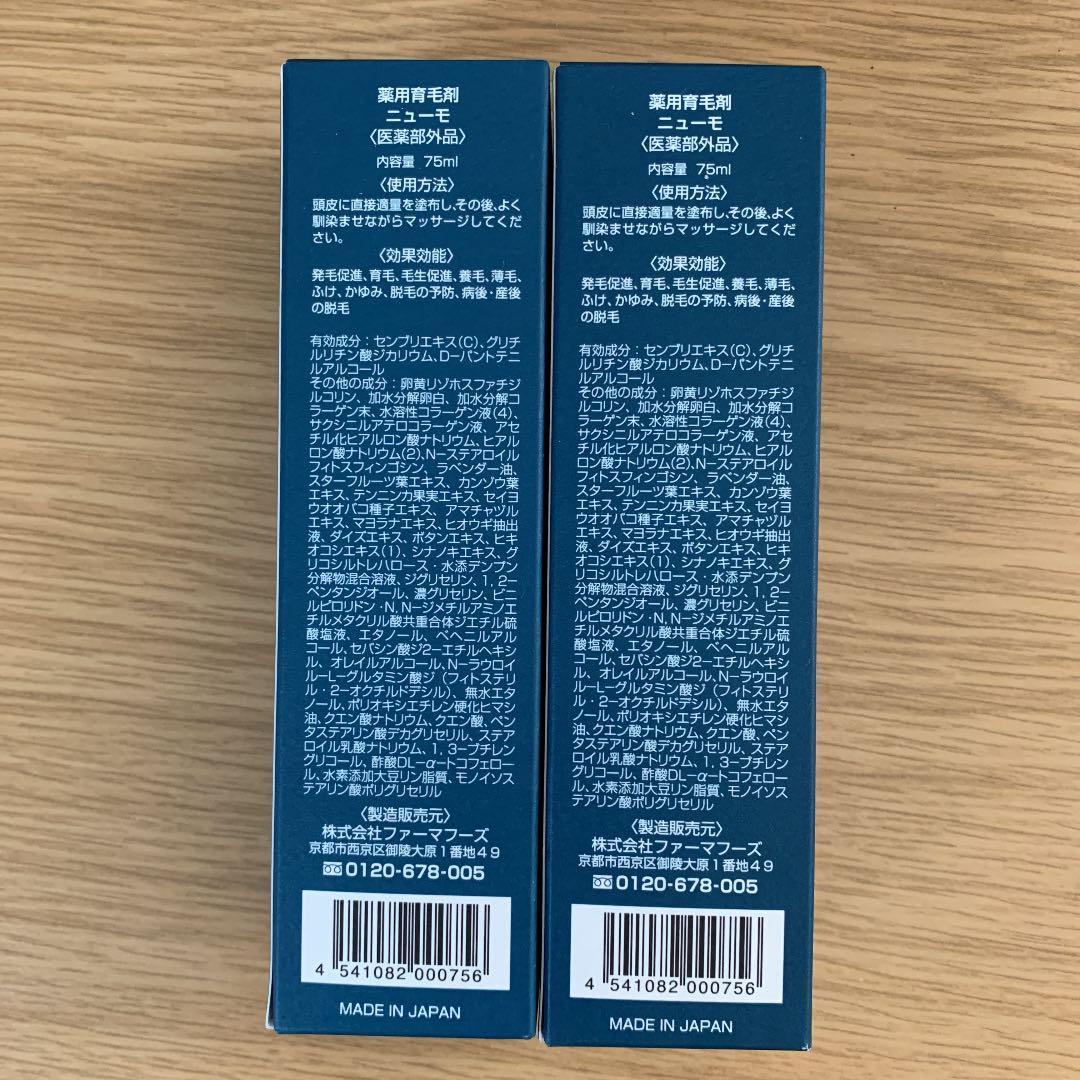 薬用育毛剤
ニューモ
〈医薬部外品〉
内容量 75ml
〈使用方法〉
頭皮に直接適量を塗布し、その後、よく
馴染ませながらマッサージしてくだ
さい。
〈効果効能〉
発毛促進、育毛、毛生促進、養毛、薄毛、
ふけ、かゆみ、脱毛の予防、病後・産後
の脱毛
有効成分：センブリエキス(C)、グリチ
ルリチン酸ジカリウム、D-パントテニ
ルアルコール
その他の成分：卵黄リゾホスファチジ
ルコリン、加水分解卵白、加水分解コ
ラーゲン末、水溶性コラーゲン液(4)、
サクシニルアテロコラーゲン液、アセ
チル化ヒアルロン酸ナトリウム、ヒアル
ロン酸ナトリウム(2)、N-ステアロイル
フィトスフィンゴシン、ラベンダー油、
スターフルーツ葉エキス、カンゾウ葉
エキス、テンニンカ果実エキス、セイヨ
ウオオバコ種子エキス、アマチャヅル
エキス、マヨラナエキス、ヒオウギ抽出
液、ダイズエキス、ボタンエキス、ヒキ
オコシエキス(1)、シナノキエキス、グ
リコシルトレハロース・水添デンプン
分解物混合溶液、ジグリセリン、1, 2-
ペンタンジオール、濃グリセリン、ビニ
ルピロリドン・N, N-ジメチルアミノエ
チルメタクリル酸共重合体ジエチル硫
酸塩液、エタノール、ベヘニルアル
コール、セバシン酸ジ2-エチルヘキシ
ル、オレイルアルコール、N-ラウロイ
ル-L-グルタミン酸ジ（フィトステリ
ル・2-オクチルドデシル）、無水エタ
ノール、ポリオキシエチレン硬化ヒマシ
油、クエン酸ナトリウム、クエン酸、ペン
タステアリン酸デカグリセリル、ステア
ロイル乳酸ナトリウム、1, 3-ブチレン
グリコール、酢酸DL-α-トコフェロー
ル、水素添加大豆リン脂質、モノイソス
テアリン酸ポリグリセリル
〈製造販売元〉
株式会社ファーマフーズ
京都市西京区御陵大原1番地49
0120-678-005
4 541082 000756
MADE IN JAPAN
薬用育毛剤
ニューモ
〈医薬部外品〉
内容量 75ml
〈使用方法〉
頭皮に直接適量を塗布し、その後、よく
馴染ませながらマッサージしてくだ
さい。
〈効果効能〉
発毛促進、育毛、毛生促進、養毛、薄毛、
ふけ、かゆみ、脱毛の予防、病後・産後
の脱毛
有効成分：センブリエキス(C)、グリチ
ルリチン酸ジカリウム、D-パントテニ
ルアルコール
その他の成分：卵黄リゾホスファチジ
ルコリン、加水分解卵白、加水分解コ
ラーゲン末、水溶性コラーゲン液(4)、
サクシニルアテロコラーゲン液、アセ
チル化ヒアルロン酸ナトリウム、ヒアル
ロン酸ナトリウム(2)、N-ステアロイル
フィトスフィンゴシン、ラベンダー油、
スターフルーツ葉エキス、カンゾウ葉
エキス、テンニンカ果実エキス、セイヨ
ウオオバコ種子エキス、アマチャヅル
エキス、マヨラナエキス、ヒオウギ抽出
液、ダイズエキス、ボタンエキス、ヒキ
オコシエキス(1)、シナノキエキス、グ
リコシルトレハロース・水添デンプン
分解物混合溶液、ジグリセリン、1, 2-
ペンタンジオール、濃グリセリン、ビニ
ルピロリドン・N, N-ジメチルアミノエ
チルメタクリル酸共重合体ジエチル硫
酸塩液、エタノール、ベヘニルアル
コール、セバシン酸ジ2-エチルヘキシ
ル、オレイルアルコール、N-ラウロイ
ル-L-グルタミン酸ジ（フィトステリ
ル・2-オクチルドデシル）、無水エタ
ノール、ポリオキシエチレン硬化ヒマシ
油、クエン酸ナトリウム、クエン酸、ペン
タステアリン酸デカグリセリル、ステア
ロイル乳酸ナトリウム、1, 3-ブチレン
グリコール、酢酸DL-α-トコフェロー
ル、水素添加大豆リン脂質、モノイソス
テアリン酸ポリグリセリル
〈製造販売元〉
株式会社ファーマフーズ
京都市西京区御陵大原1番地49
0120-678-005
4 541082 000756
MADE IN JAPAN